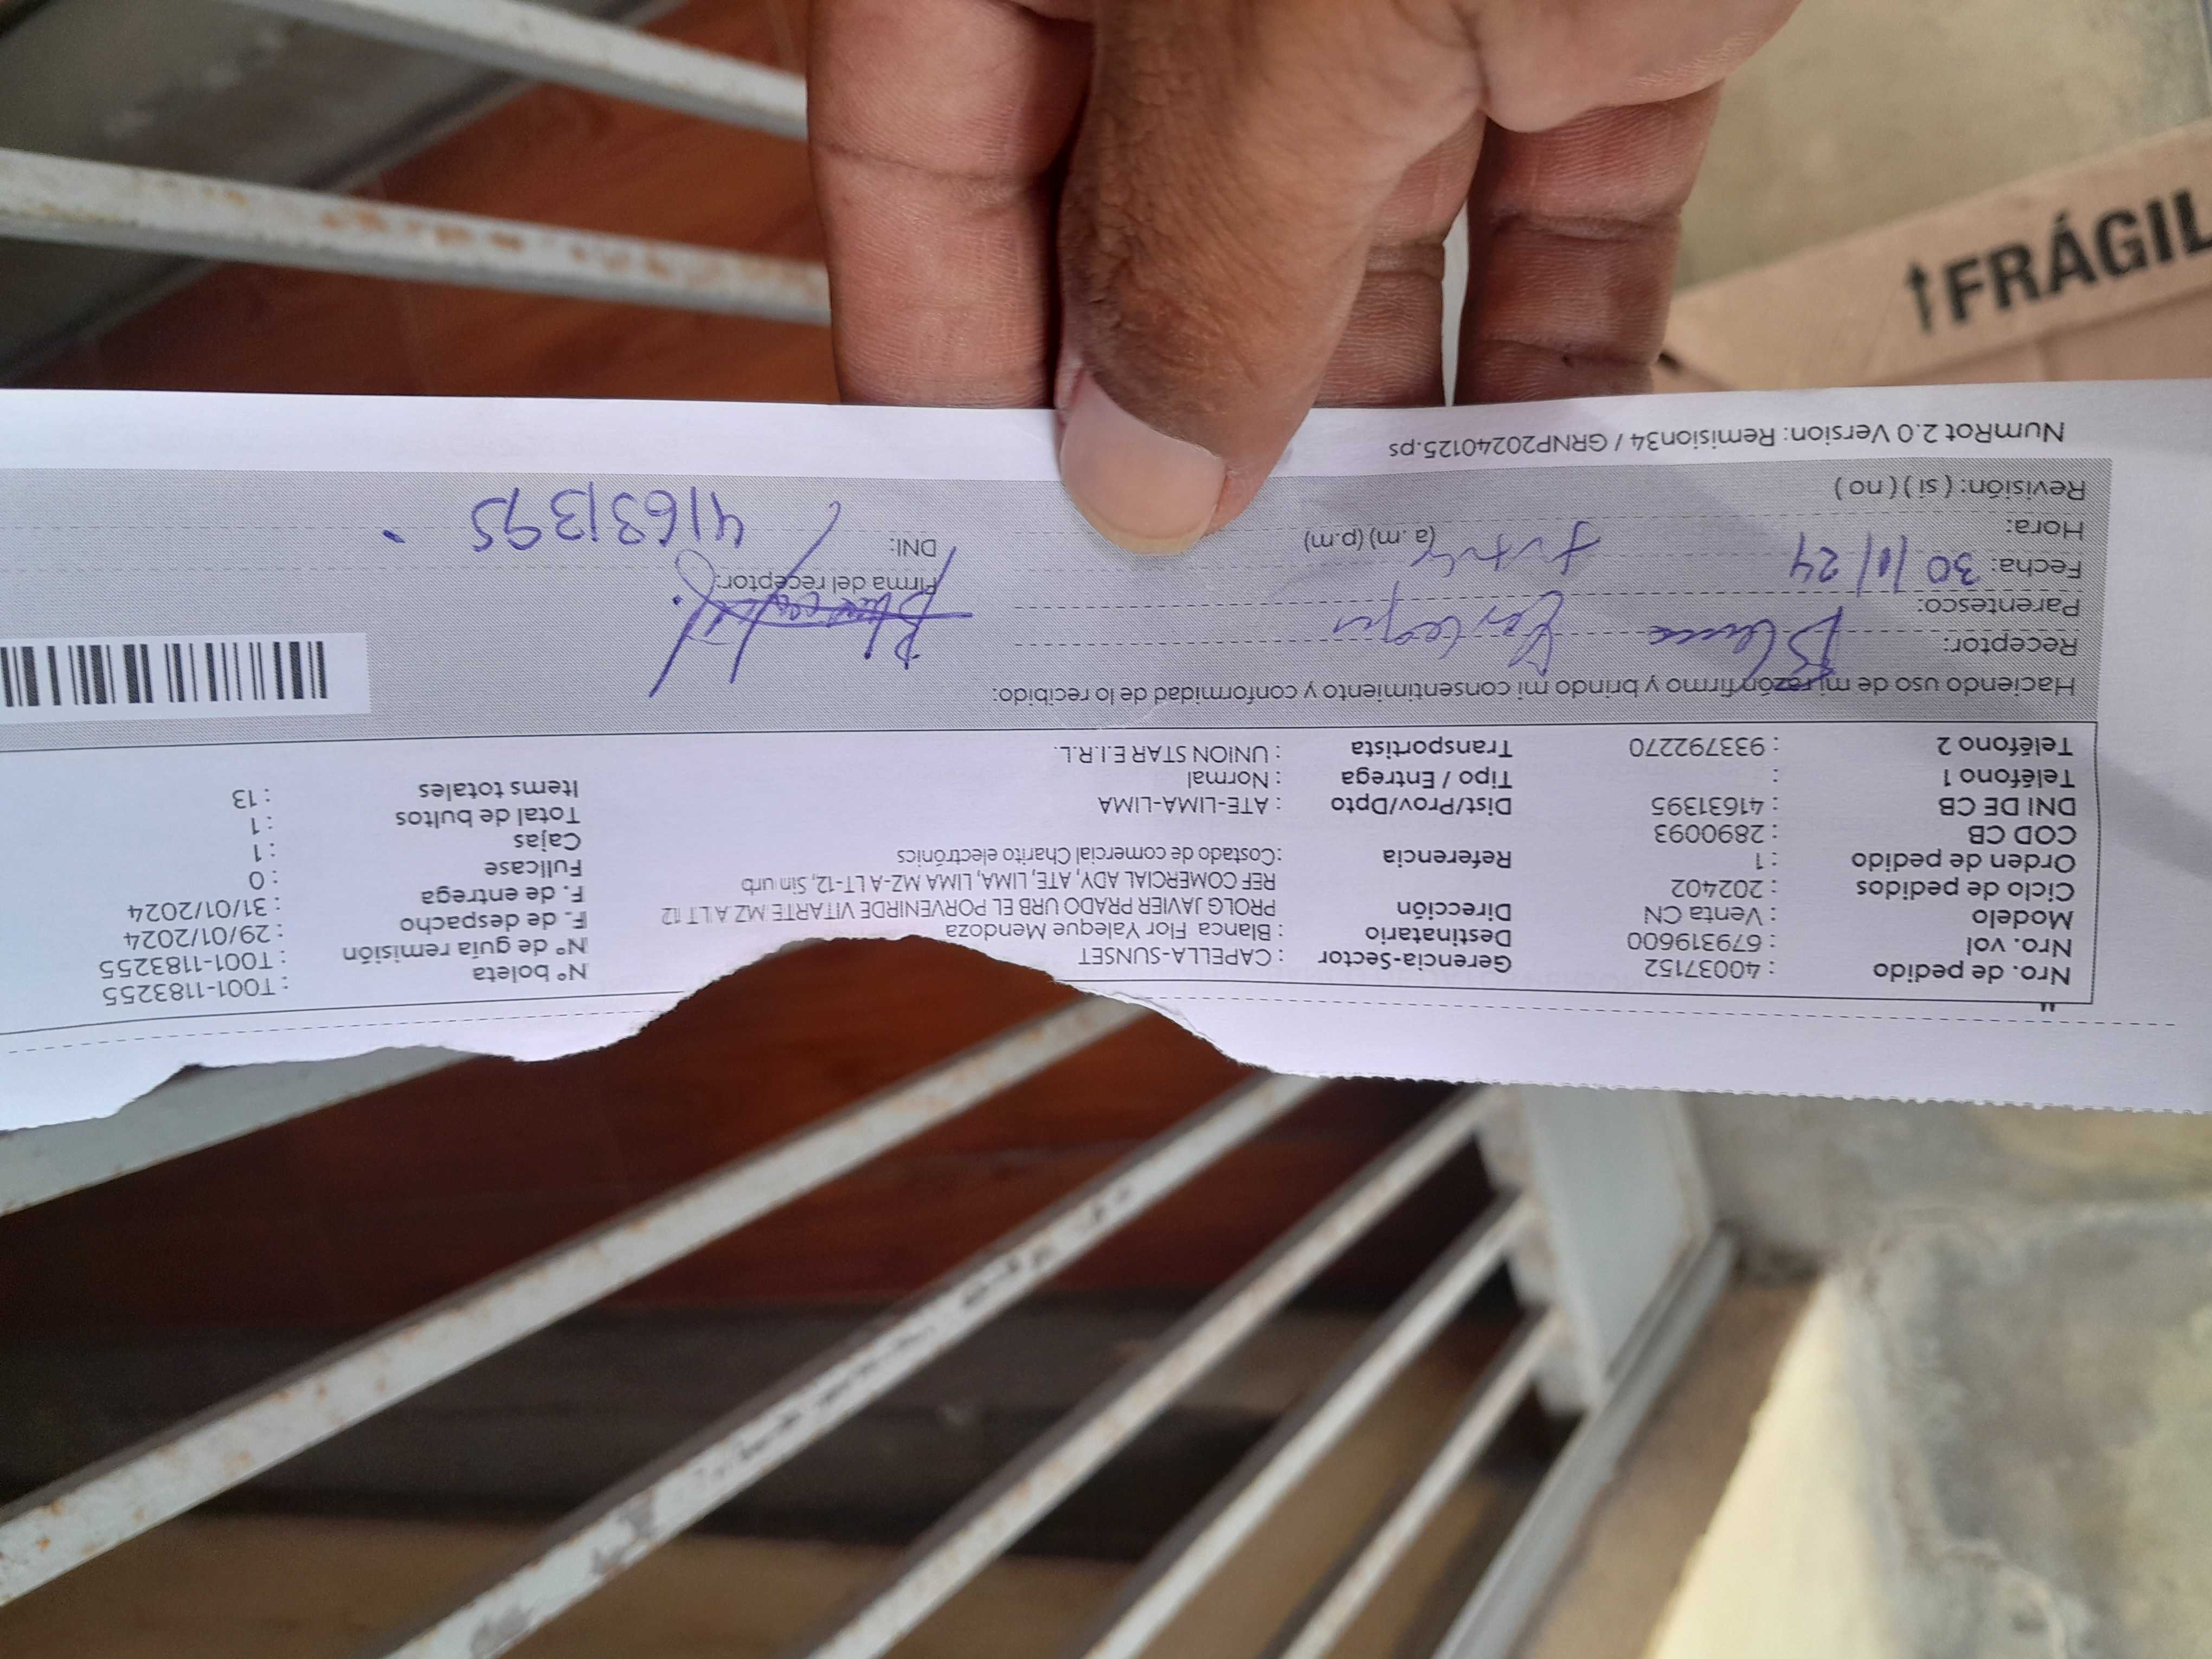 Nro. de pedido : 40037152 Gerencia-Sector : CAPELLA-SUNSET Nº boleta : T001-1183255
Nro. vol : 679319600 Destinatario : Blanca Flor Yaleque Mendoza Nº de guía remisión : T001-1183255
Modelo : Venta CN Dirección PROLG JAVIER PRADO URB EL PORVENIRDE VITARTE MZ A LT 12 F. de despacho : 29/01/2024
Ciclo de pedidos : 202402 REF COMERCIAL ADY, ATE, LIMA, LIMA MZ-A LT-12, Sin urb F. de entrega : 31/01/2024
Orden de pedido : 1 Referencia :Costado de comercial Charito electrónics Fullcase : 0
COD CB : 2890093 Cajas : 1
DNI DE CB : 41631395 Dist/Prov/Dpto : ATE-LIMA-LIMA Total de bultos : 1
Teléfono 1 : Tipo / Entrega : Normal Items totales : 13
Teléfono 2 : 933792270 Transportista : UNION STAR E.I.R.L.
Haciendo uso de mi razón firmo y brindo mi consentimiento y conformidad de lo recibido:
Receptor: Blanca
Parentesco:
Fecha: 30/1/24 Firma del receptor:
Hora: (a.m) (p.m) DNI: 41631395
Revisión: ( si ) ( no )
NumRot 2.0 Version: Remision34 / GRNP20240125.ps
↑FRÁGIL